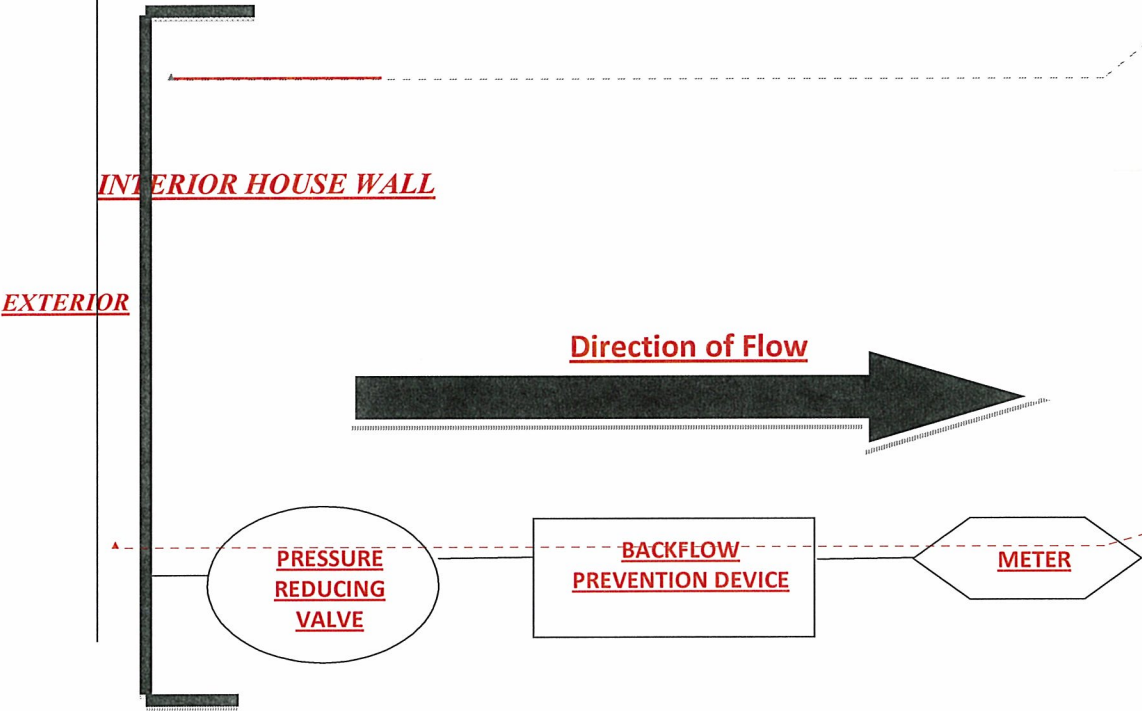 INTERIOR HOUSE WALL
EXTERIOR
Direction of Flow
PRESSURE
REDUCING
VALVE
BACKFLOW
PREVENTION DEVICE
METER